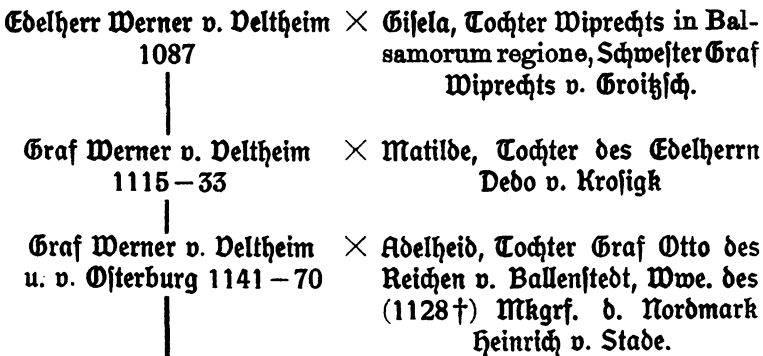 Edelherr Werner v. Veltheim × Gisela, Tochter Wiprechts in Bal-
1087 samorum regione, Schwester Graf
Wiprechts v. Groitzsch.
Graf Werner v. Veltheim × Matilde, Tochter des Edelherrn
1115–33 Dedo v. Krosigk
Graf Werner v. Veltheim × Adelheid, Tochter Graf Otto des
u. v. Osterburg 1141–70 Reichen v. Ballenstedt, Wwe. des
(1128†) Mkgrf. d. Nordmark
Heinrich v. Stade.